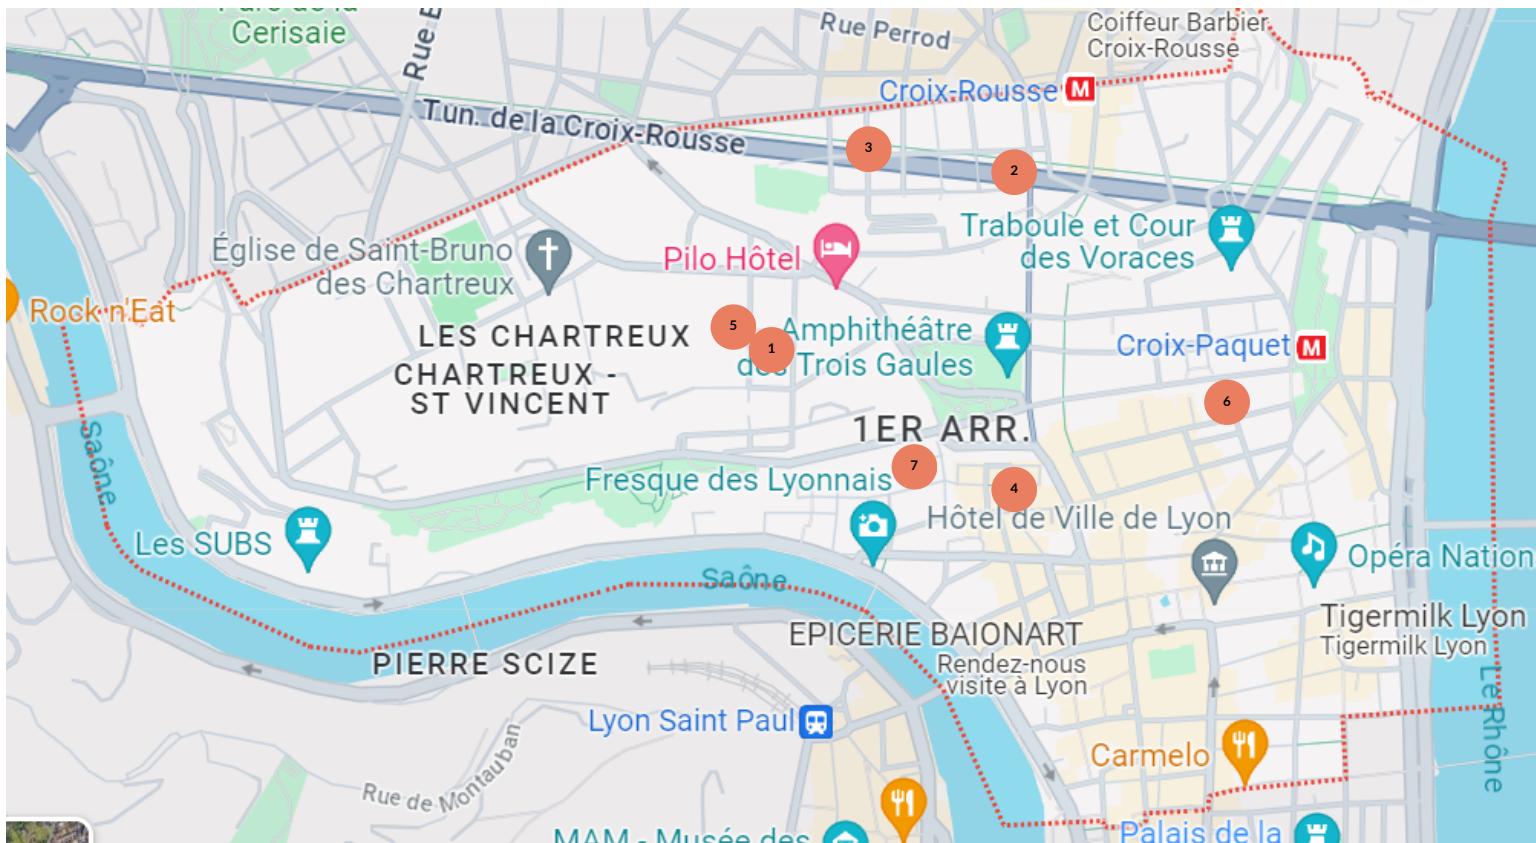 Cerisaie
Rue Perrod
Coiffeur Barbier
Croix-Rousse
Croix-Rousse
M
Tun. de la Croix-Rousse
3
2
Traboule et Cour
des Voraces
Église de Saint-Bruno
des Chartreux
Pilo Hôtel
Rock n'Eat
5
1
LES CHARTREUX
CHARTREUX -
ST VINCENT
Amphithéâtre
des Trois Gaules
Croix-Paquet
M
6
1ER ARR.
Saône
Fresque des Lyonnais
7
4
Hôtel de Ville de Lyon
Les SUBS
Opéra Nation
Saône
Tigermilk Lyon
Tigermilk Lyon
EPICERIE BAIONART
Rendez-nous
visite à Lyon
PIERRE SCIZE
Lyon Saint Paul
Le Rhône
Carmelo
Rue de Montauban
MAM - Musée des
Palais de la